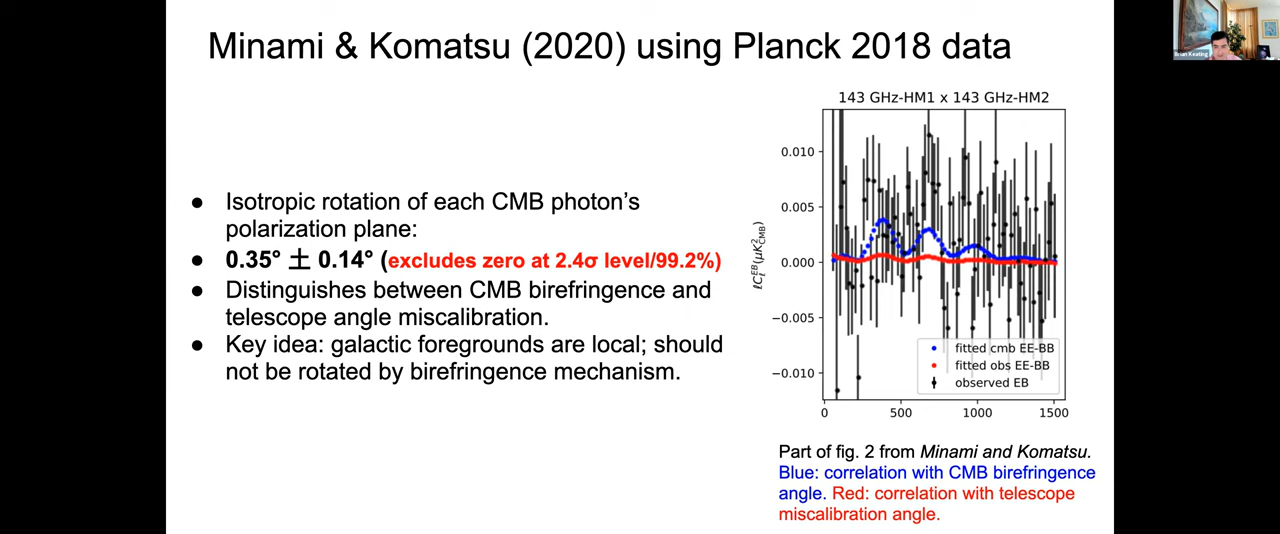 Minami & Komatsu (2020) using Planck 2018 data
Brian Keating
● Isotropic rotation of each CMB photon's
polarization plane:
● 0.35° ± 0.14° (excludes zero at 2.4σ level/99.2%)
● Distinguishes between CMB birefringence and
telescope angle miscalibration.
● Key idea: galactic foregrounds are local; should
not be rotated by birefringence mechanism.
143 GHz-HM1 x 143 GHz-HM2
0.010
0.005
0.000
−0.005
−0.010
ℓC_ℓ^EB (μK²_CMB)
fitted cmb EE-BB
fitted obs EE-BB
observed EB
0 500 1000 1500
Part of fig. 2 from Minami and Komatsu.
Blue: correlation with CMB birefringence
angle. Red: correlation with telescope
miscalibration angle.